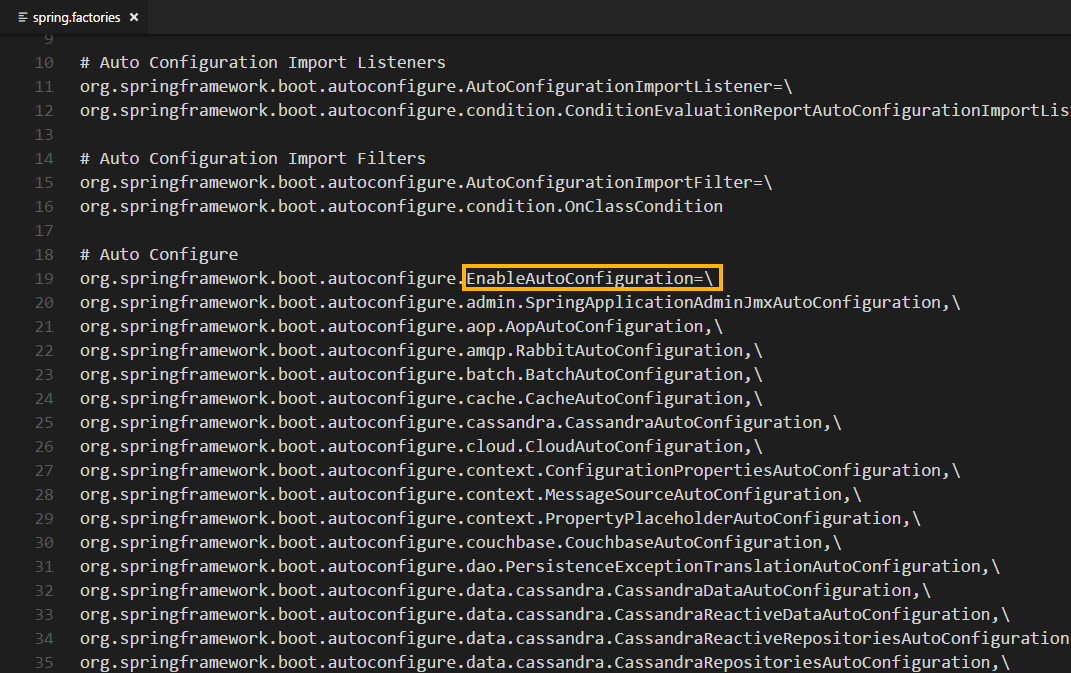 spring.factories ×
9
10 # Auto Configuration Import Listeners
11 org.springframework.boot.autoconfigure.AutoConfigurationImportListener=\
12 org.springframework.boot.autoconfigure.condition.ConditionEvaluationReportAutoConfigurationImportLis
13
14 # Auto Configuration Import Filters
15 org.springframework.boot.autoconfigure.AutoConfigurationImportFilter=\
16 org.springframework.boot.autoconfigure.condition.OnClassCondition
17
18 # Auto Configure
19 org.springframework.boot.autoconfigure.EnableAutoConfiguration=\
20 org.springframework.boot.autoconfigure.admin.SpringApplicationAdminJmxAutoConfiguration,\
21 org.springframework.boot.autoconfigure.aop.AopAutoConfiguration,\
22 org.springframework.boot.autoconfigure.amqp.RabbitAutoConfiguration,\
23 org.springframework.boot.autoconfigure.batch.BatchAutoConfiguration,\
24 org.springframework.boot.autoconfigure.cache.CacheAutoConfiguration,\
25 org.springframework.boot.autoconfigure.cassandra.CassandraAutoConfiguration,\
26 org.springframework.boot.autoconfigure.cloud.CloudAutoConfiguration,\
27 org.springframework.boot.autoconfigure.context.ConfigurationPropertiesAutoConfiguration,\
28 org.springframework.boot.autoconfigure.context.MessageSourceAutoConfiguration,\
29 org.springframework.boot.autoconfigure.context.PropertyPlaceholderAutoConfiguration,\
30 org.springframework.boot.autoconfigure.couchbase.CouchbaseAutoConfiguration,\
31 org.springframework.boot.autoconfigure.dao.PersistenceExceptionTranslationAutoConfiguration,\
32 org.springframework.boot.autoconfigure.data.cassandra.CassandraDataAutoConfiguration,\
33 org.springframework.boot.autoconfigure.data.cassandra.CassandraReactiveDataAutoConfiguration,\
34 org.springframework.boot.autoconfigure.data.cassandra.CassandraReactiveRepositoriesAutoConfiguration
35 org.springframework.boot.autoconfigure.data.cassandra.CassandraRepositoriesAutoConfiguration,\